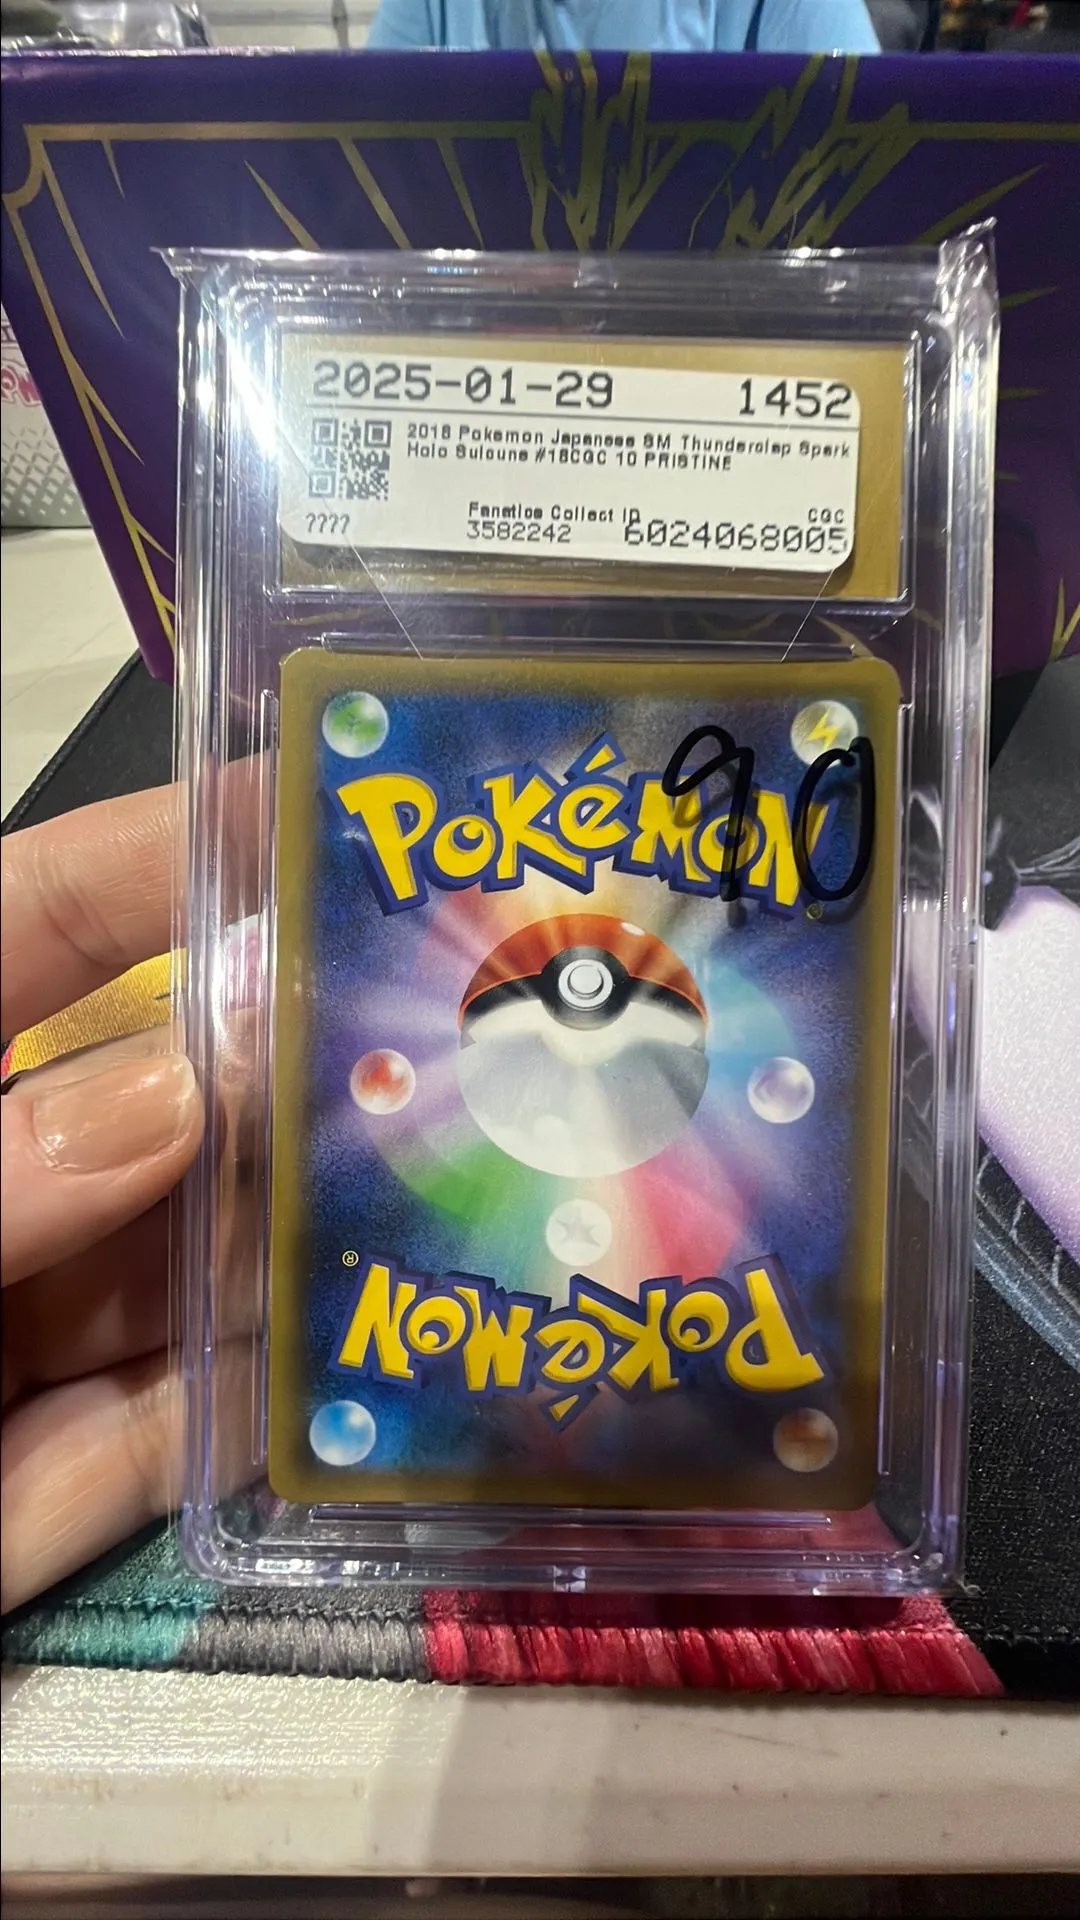 2025-01-29 1452
2018 Pokemon Japanese SM Thunderclap Spark
Holo Suicune #18CGC 10 PRISTINE
Fanatics Collect ID CGC
???? 3582242 6024068005
90
POKéMON
®
®
POKéMON